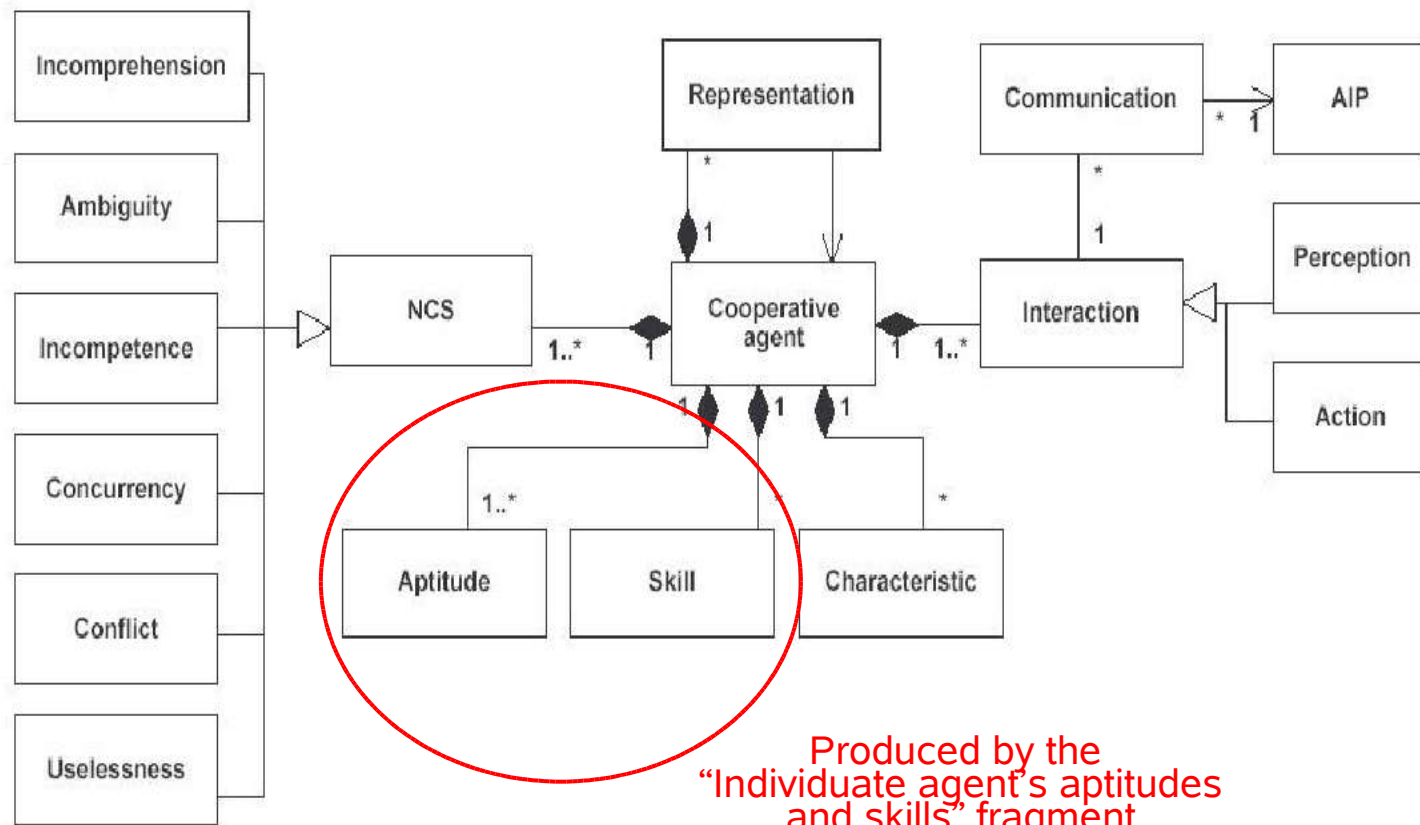 Incomprehension
Representation
Communication
* 1
AIP
Ambiguity
*
1
*
1
Perception
NCS
Cooperative
agent
Interaction
Incompetence
1..* 1
1 1..*
Action
1 1 1
Concurrency
1..* * *
Aptitude
Skill
Characteristic
Conflict
Uselessness
Produced by the
“Individuate agent’s aptitudes
and skills” fragment